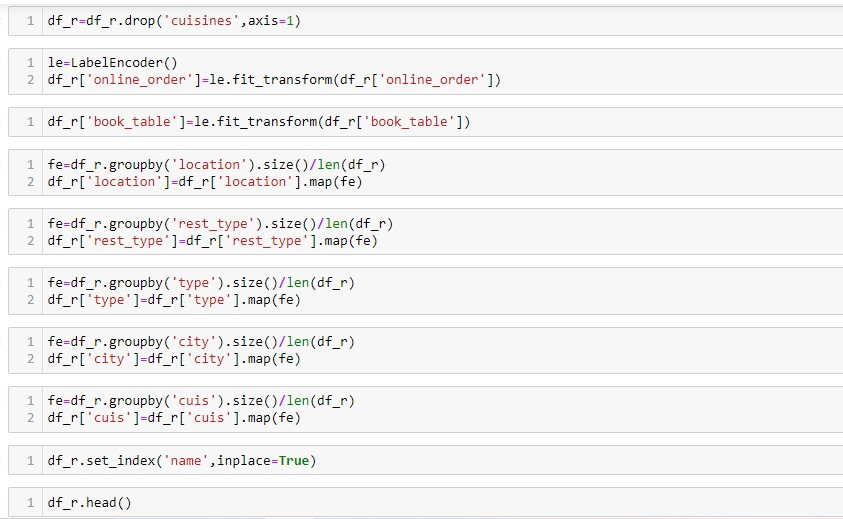 1 df_r=df_r.drop('cuisines',axis=1)
1 le=LabelEncoder()
2 df_r['online_order']=le.fit_transform(df_r['online_order'])
1 df_r['book_table']=le.fit_transform(df_r['book_table'])
1 fe=df_r.groupby('location').size()/len(df_r)
2 df_r['location']=df_r['location'].map(fe)
1 fe=df_r.groupby('rest_type').size()/len(df_r)
2 df_r['rest_type']=df_r['rest_type'].map(fe)
1 fe=df_r.groupby('type').size()/len(df_r)
2 df_r['type']=df_r['type'].map(fe)
1 fe=df_r.groupby('city').size()/len(df_r)
2 df_r['city']=df_r['city'].map(fe)
1 fe=df_r.groupby('cuis').size()/len(df_r)
2 df_r['cuis']=df_r['cuis'].map(fe)
1 df_r.set_index('name',inplace=True)
1 df_r.head()